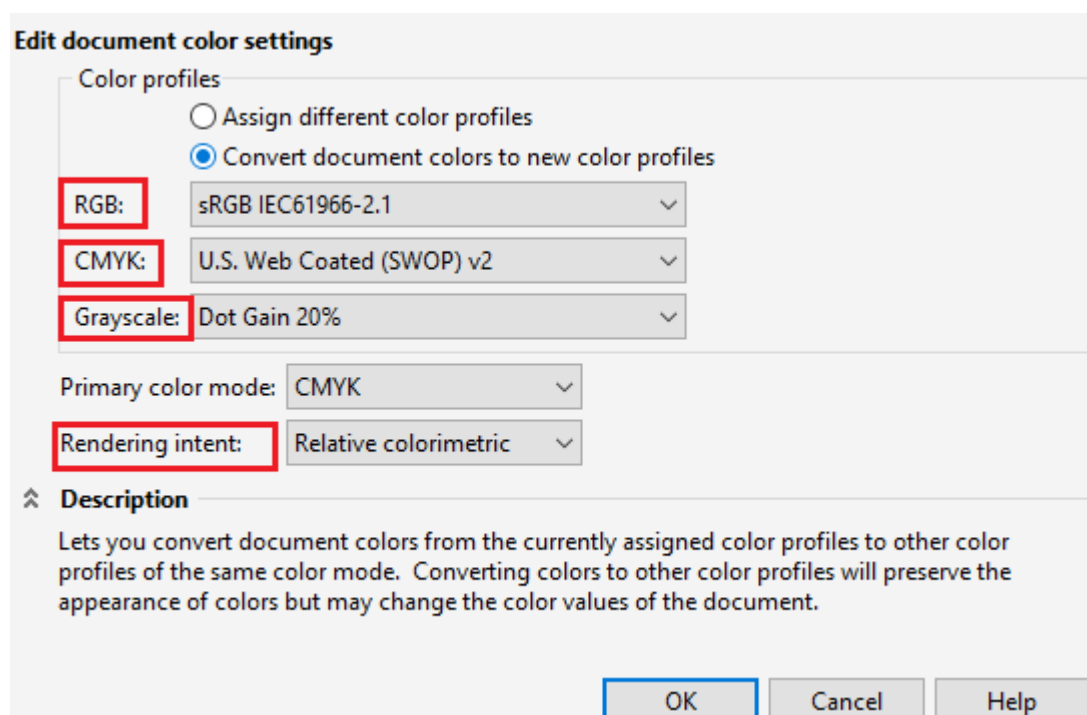 Edit document color settings
Color profiles
Assign different color profiles
Convert document colors to new color profiles
RGB: sRGB IEC61966-2.1
CMYK: U.S. Web Coated (SWOP) v2
Grayscale: Dot Gain 20%
Primary color mode: CMYK
Rendering intent: Relative colorimetric
Description
Lets you convert document colors from the currently assigned color profiles to other color
profiles of the same color mode.  Converting colors to other color profiles will preserve the
appearance of colors but may change the color values of the document.
OK Cancel Help